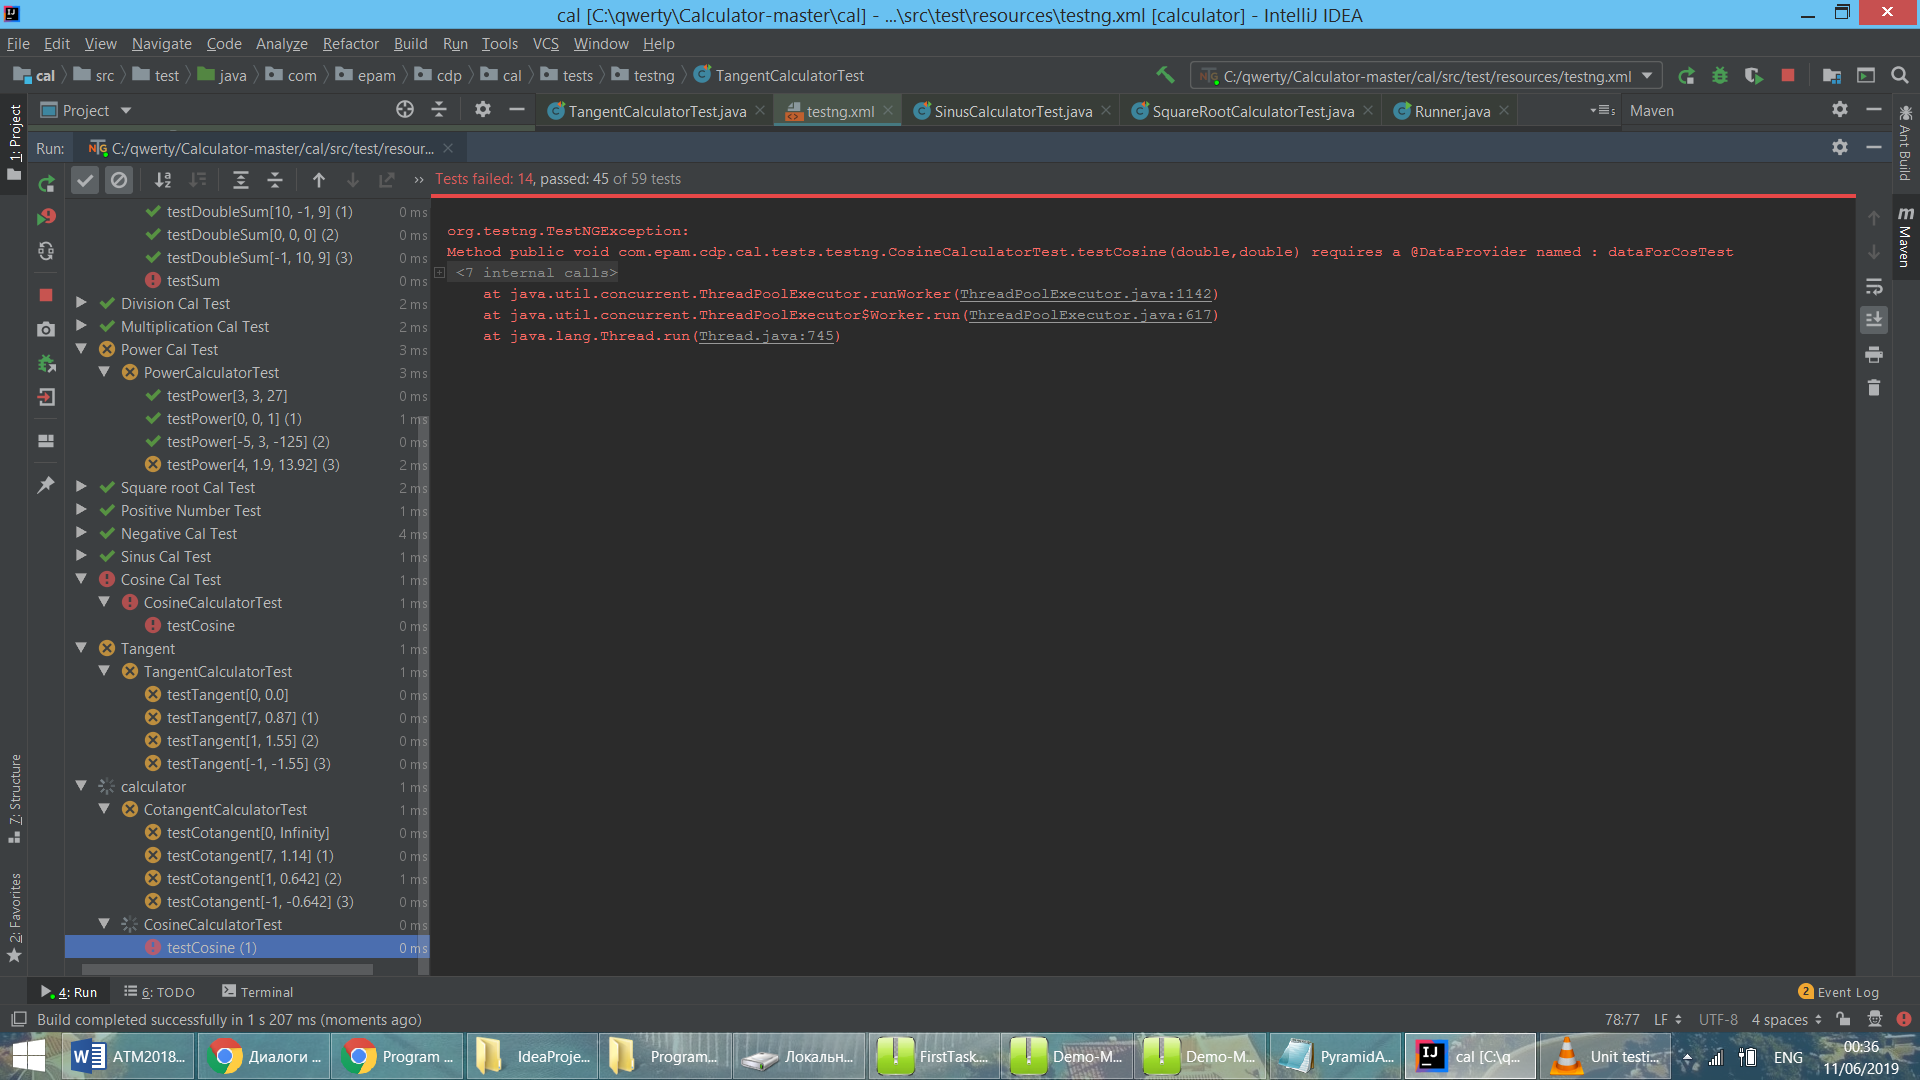 cal [C:\qwerty\Calculator-master\cal] - ...\src\test\resources\testng.xml [calculator] - IntelliJ IDEA
File Edit View Navigate Code Analyze Refactor Build Run Tools VCS Window Help
cal src test java com epam cdp cal tests testng TangentCalculatorTest
C:/qwerty/Calculator-master/cal/src/test/resources/testng.xml
Project
TangentCalculatorTest.java testng.xml SinusCalculatorTest.java SquareRootCalculatorTest.java Runner.java
Maven
1: Project
Ant Build
Maven
Run: C:/qwerty/Calculator-master/cal/src/test/resour...
Tests failed: 14, passed: 45 of 59 tests
testDoubleSum[10, -1, 9] (1) 0 ms
testDoubleSum[0, 0, 0] (2) 0 ms
testDoubleSum[-1, 10, 9] (3) 0 ms
testSum 0 ms
Division Cal Test 2 ms
Multiplication Cal Test 2 ms
Power Cal Test 3 ms
PowerCalculatorTest 3 ms
testPower[3, 3, 27] 0 ms
testPower[0, 0, 1] (1) 1 ms
testPower[-5, 3, -125] (2) 0 ms
testPower[4, 1.9, 13.92] (3) 2 ms
Square root Cal Test 2 ms
Positive Number Test 1 ms
Negative Cal Test 4 ms
Sinus Cal Test 1 ms
Cosine Cal Test 1 ms
CosineCalculatorTest 1 ms
testCosine 0 ms
Tangent 1 ms
TangentCalculatorTest 1 ms
testTangent[0, 0.0] 0 ms
testTangent[7, 0.87] (1) 0 ms
testTangent[1, 1.55] (2) 0 ms
testTangent[-1, -1.55] (3) 0 ms
calculator 1 ms
CotangentCalculatorTest 1 ms
testCotangent[0, Infinity] 0 ms
testCotangent[7, 1.14] (1) 0 ms
testCotangent[1, 0.642] (2) 1 ms
testCotangent[-1, -0.642] (3) 0 ms
CosineCalculatorTest 0 ms
testCosine (1) 0 ms
org.testng.TestNGException:
Method public void com.epam.cdp.cal.tests.testng.CosineCalculatorTest.testCosine(double,double) requires a @DataProvider named : dataForCosTest
<7 internal calls>
at java.util.concurrent.ThreadPoolExecutor.runWorker(ThreadPoolExecutor.java:1142)
at java.util.concurrent.ThreadPoolExecutor$Worker.run(ThreadPoolExecutor.java:617)
at java.lang.Thread.run(Thread.java:745)
7: Structure
2: Favorites
4: Run 6: TODO Terminal
2 Event Log
Build completed successfully in 1 s 207 ms (moments ago)
78:77 LF UTF-8 4 spaces
ATM2018... Диалоги ... Program ... IdeaProje... Program... Локальн... FirstTask.... Demo-M... Demo-M... PyramidA... cal [C:\q... Unit testi...
ENG
00:36
11/06/2019